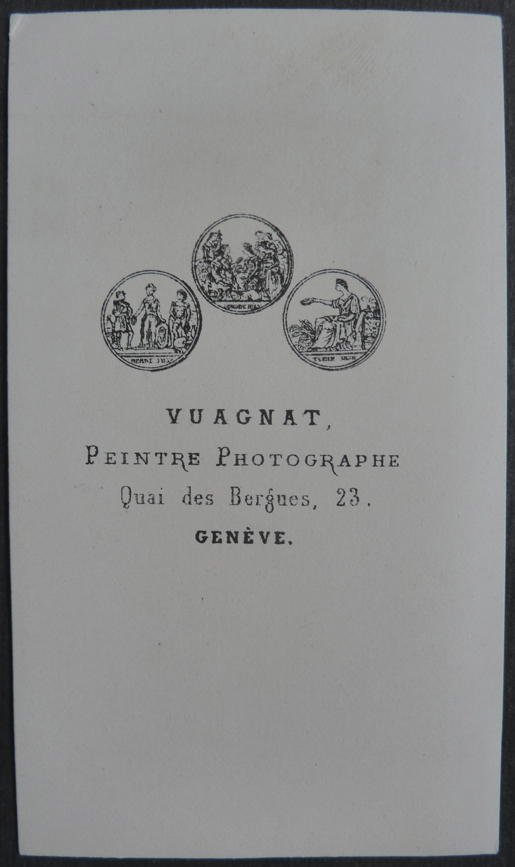 VUAGNAT,
PEINTRE PHOTOGRAPHE
Quai des Bergues, 23.
GENÈVE.